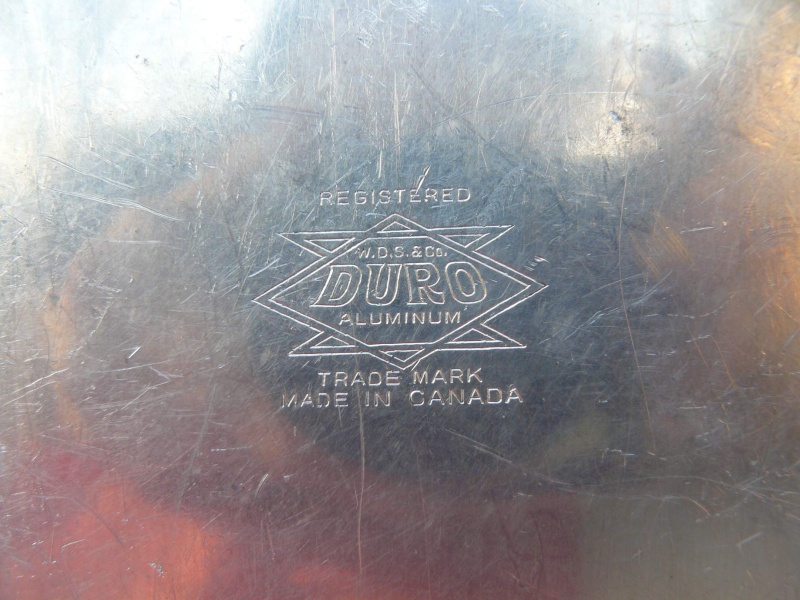 REGISTERED
W.D.S. & Co.
DURO
ALUMINUM
TRADE MARK
MADE IN CANADA